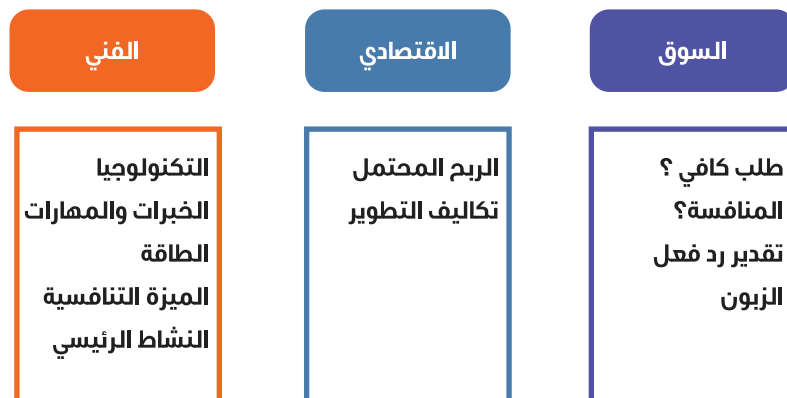 السوق
طلب كافي ؟
المنافسة؟
تقدير رد فعل
الزبون
الاقتصادي
الربح المحتمل
تكاليف التطوير
الفني
التكنولوجيا
الخبرات والمهارات
الطاقة
الميزة التنافسية
النشاط الرئيسي